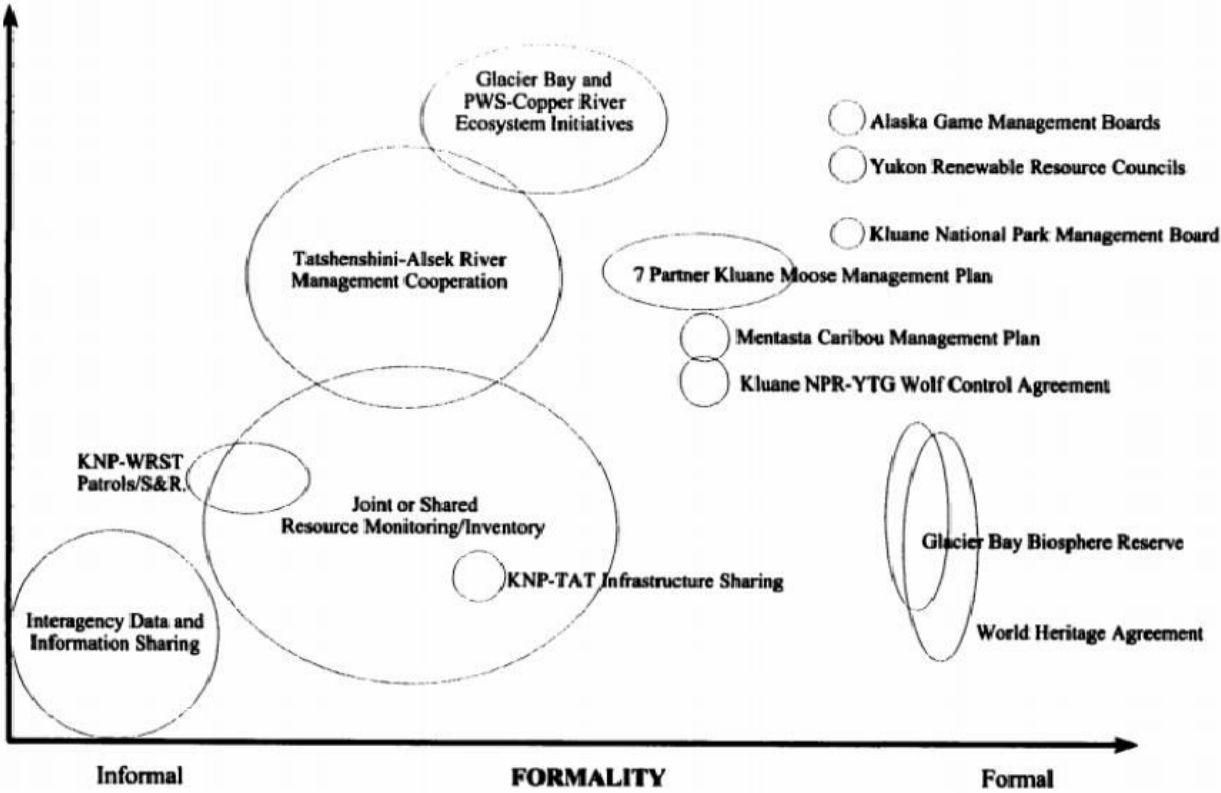 Glacier Bay and
PWS-Copper River
Ecosystem Initiatives
Alaska Game Management Boards
Yukon Renewable Resource Councils
Kluane National Park Management Board
Tatshenshini-Alsek River
Management Cooperation
7 Partner Kluane Moose Management Plan
Mentasta Caribou Management Plan
Kluane NPR-YTG Wolf Control Agreement
KNP-WRST
Patrols/S&R.
Joint or Shared
Resource Monitoring/Inventory
Glacier Bay Biosphere Reserve
KNP-TAT Infrastructure Sharing
Interagency Data and
Information Sharing
World Heritage Agreement
Informal
FORMALITY
Formal